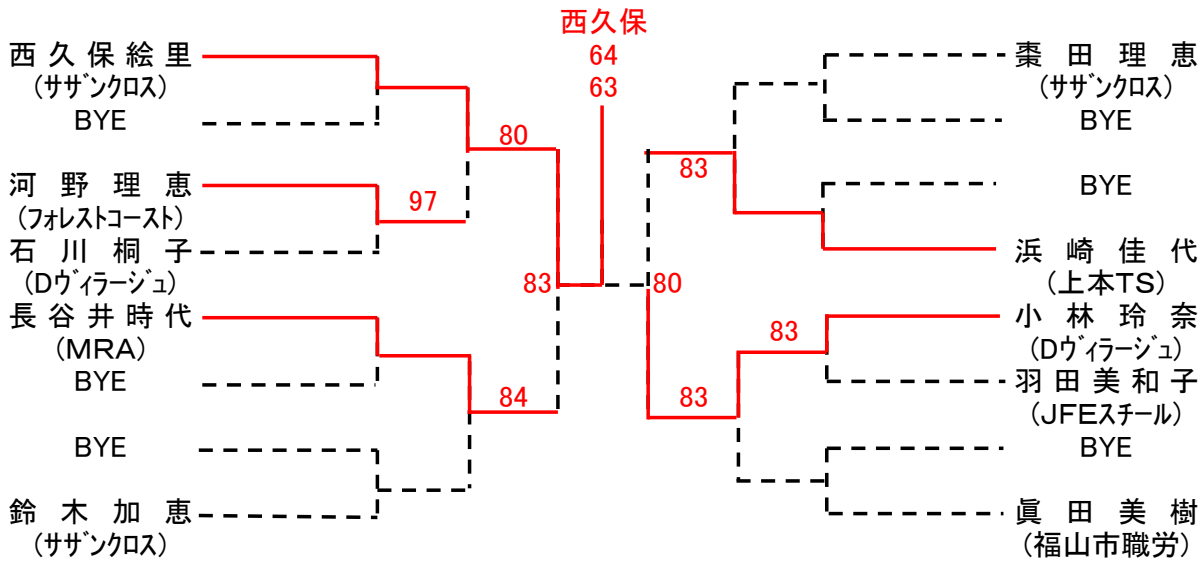 西久保
64
63
西久保絵里
(サザンクロス)
BYE
80
河野理恵
(フォレストコースト)
97
石川桐子
(Dヴィラージュ)
83
長谷井時代
(MRA)
BYE
84
BYE
鈴木加恵
(サザンクロス)
棗田理恵
(サザンクロス)
BYE
83
BYE
浜崎佳代
(上本TS)
80
小林玲奈
(Dヴィラージュ)
83
羽田美和子
(JFEスチール)
83
BYE
眞田美樹
(福山市職労)